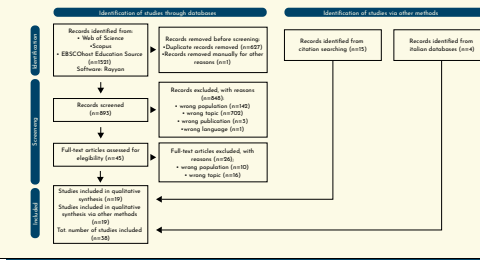 Identification of studies through databases
Identification of studies via other methods
Identification
Records identified from:
• Web of Science
•Scopus
• EBSCOhost Education Source
(n=1521)
Software: Rayyan
Records removed before screening:
•Duplicate records removed (n=627)
•Records removed manually for other
reasons (n=1)
Records identified from
citation searching (n=15)
Records identified from
italian databases (n=4)
Screening
Records screened
(n=893)
Records excluded, with reasons
(n=848):
• wrong population (n=142)
• wrong topic (n=702)
• wrong publication (n=3)
•wrong language (n=1)
Full-text articles assessed for
elegibility (n=45)
Full-text articles excluded, with
reasons (n=26):
• wrong population (n=10)
• wrong topic (n=16)
Included
Studies included in qualitative
synthesis (n=19)
Studies included in qualitative
synthesis via other methods
(n=19)
Tot: number of studies included
(n=38)